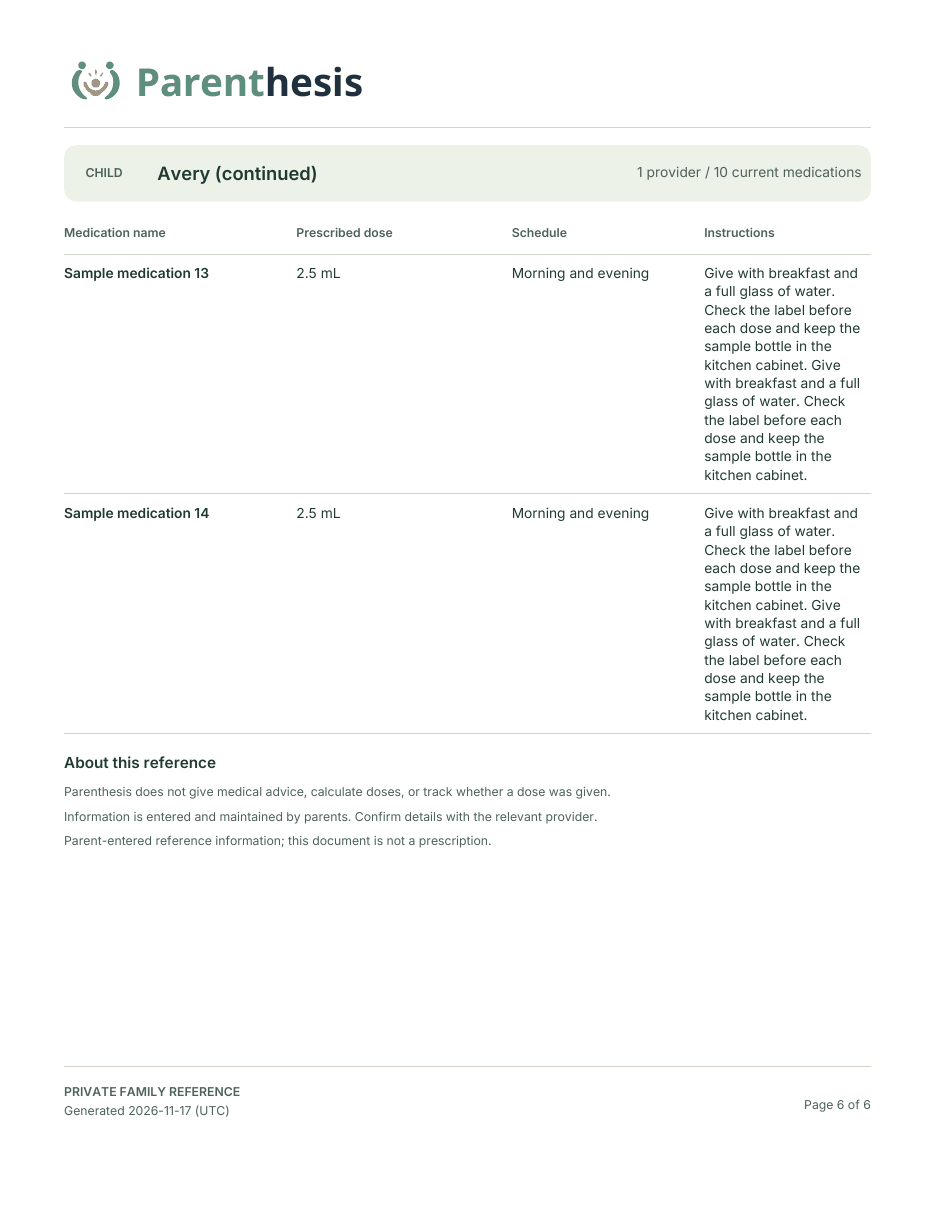 Parenthesis
CHILD Avery (continued) 1 provider / 10 current medications
Medication name Prescribed dose Schedule Instructions
Sample medication 13 2.5 mL Morning and evening Give with breakfast and
a full glass of water.
Check the label before
each dose and keep the
sample bottle in the
kitchen cabinet. Give
with breakfast and a full
glass of water. Check
the label before each
dose and keep the
sample bottle in the
kitchen cabinet.
Sample medication 14 2.5 mL Morning and evening Give with breakfast and
a full glass of water.
Check the label before
each dose and keep the
sample bottle in the
kitchen cabinet. Give
with breakfast and a full
glass of water. Check
the label before each
dose and keep the
sample bottle in the
kitchen cabinet.
About this reference
Parenthesis does not give medical advice, calculate doses, or track whether a dose was given.
Information is entered and maintained by parents. Confirm details with the relevant provider.
Parent-entered reference information; this document is not a prescription.
PRIVATE FAMILY REFERENCE
Generated 2026-11-17 (UTC)
Page 6 of 6